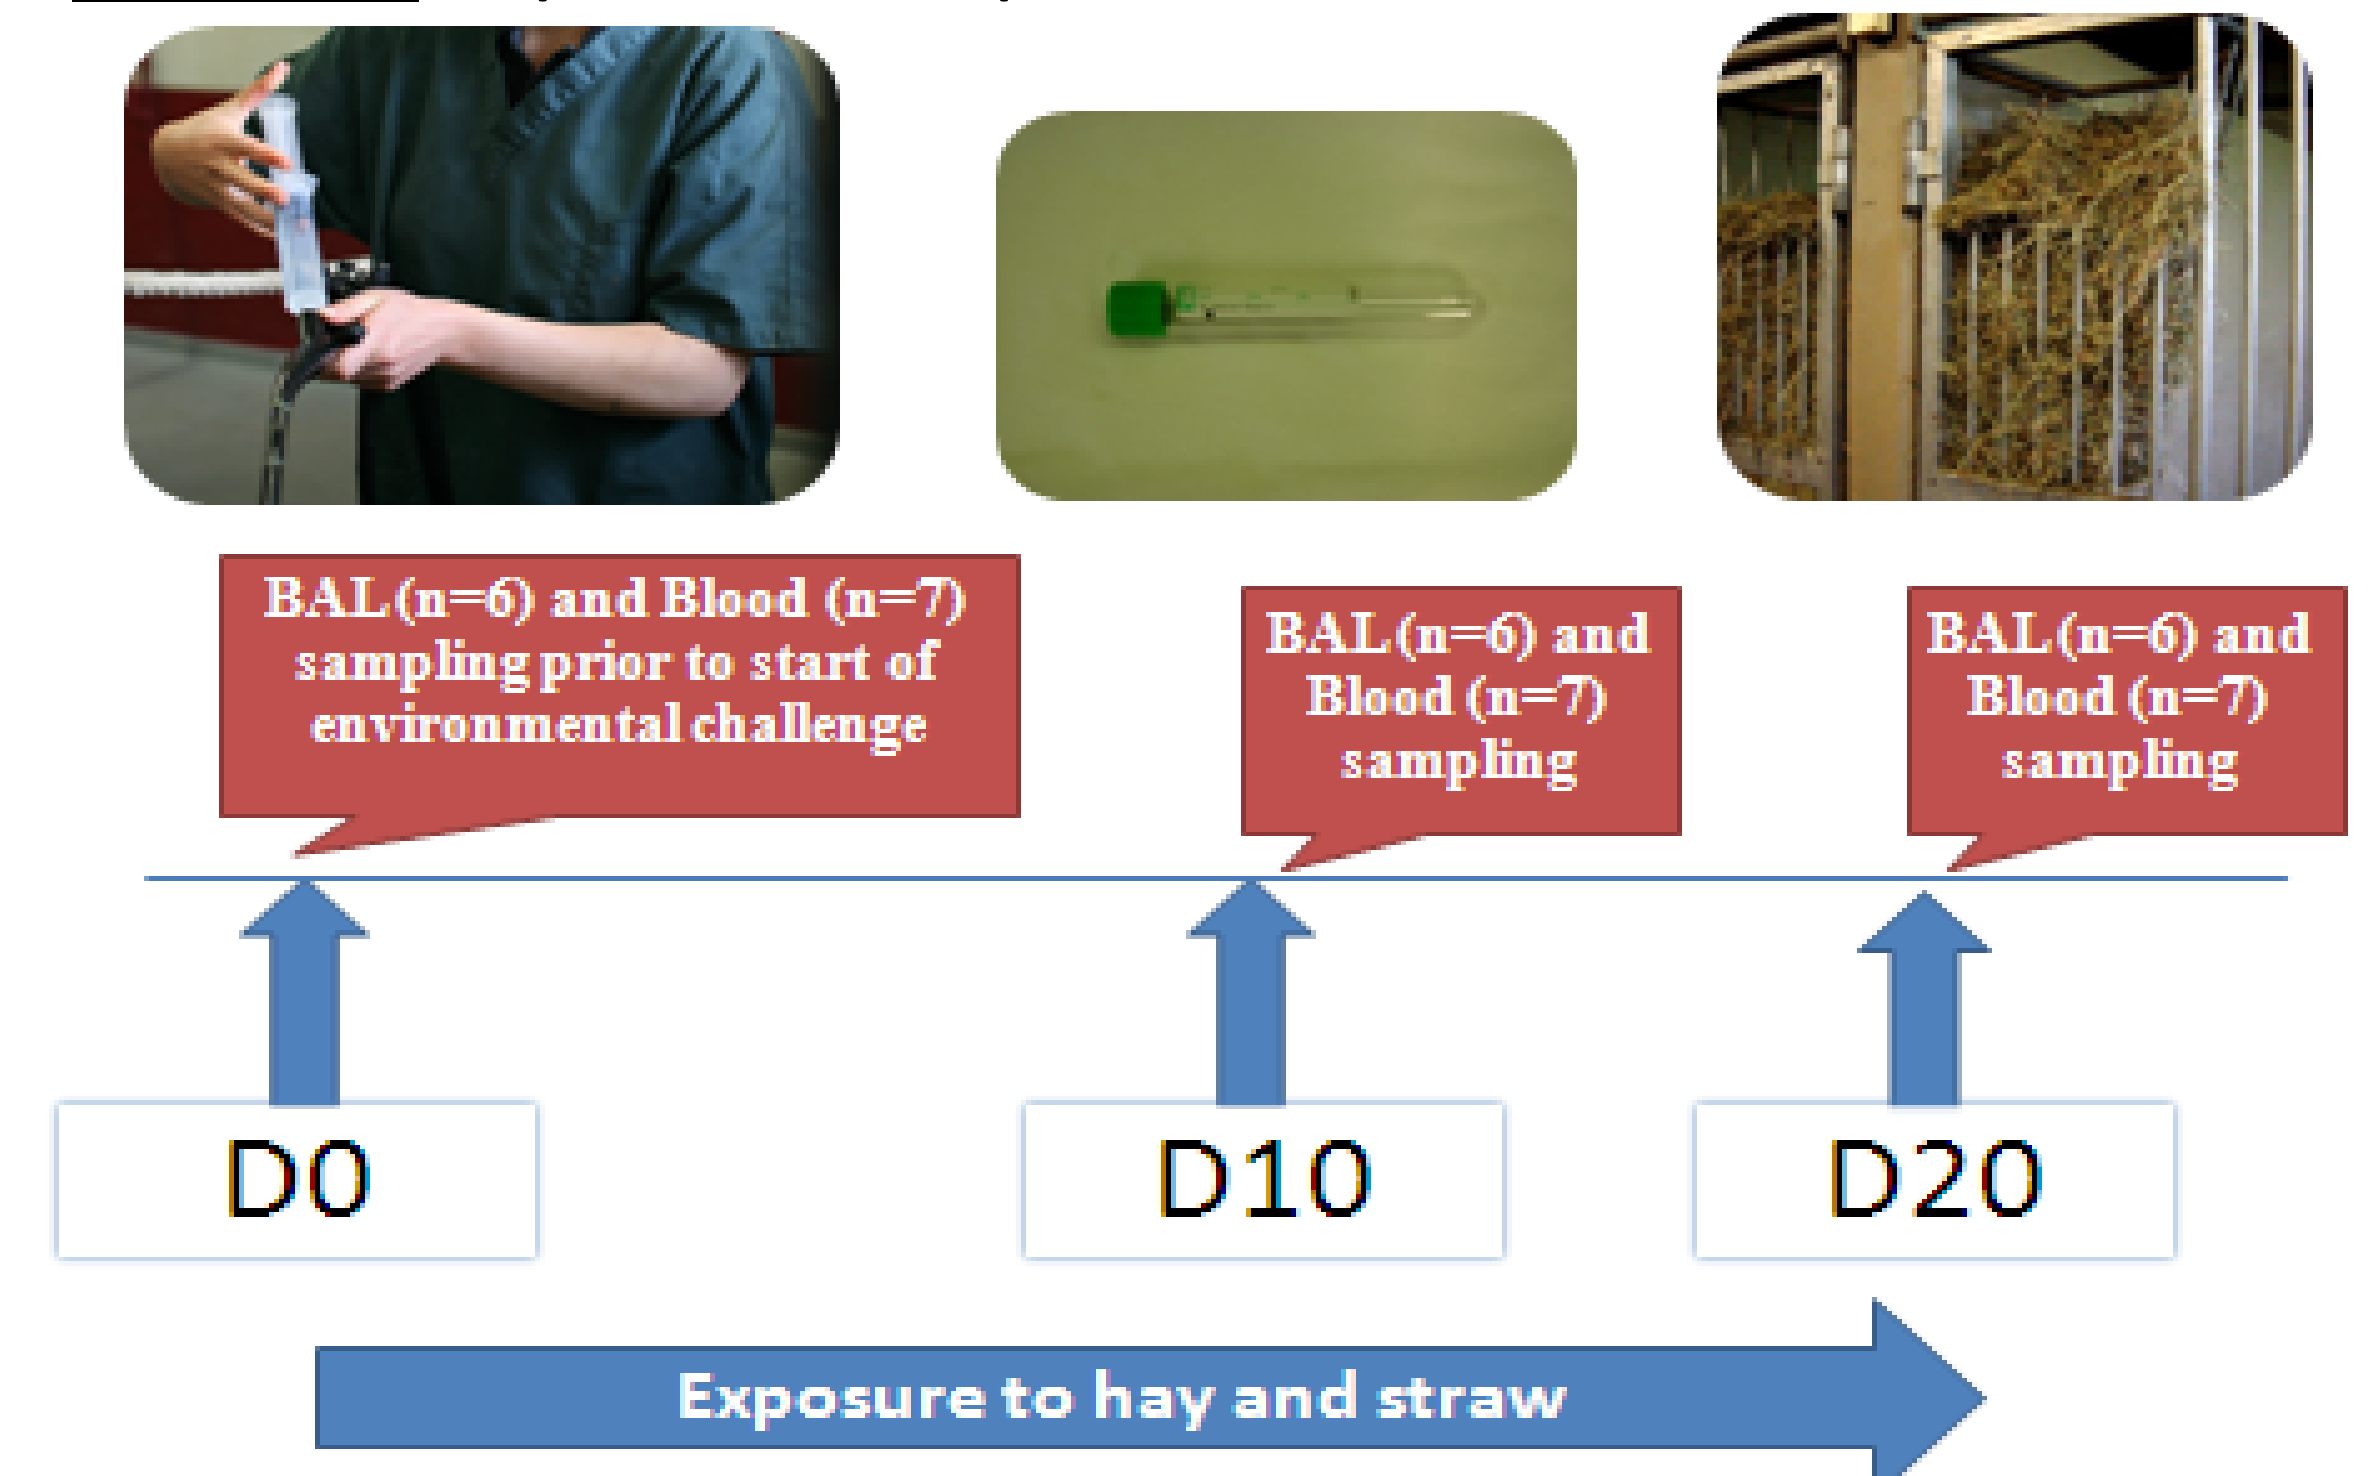 BAL(n=6) and Blood (n=7)
sampling prior to start of
environmental challenge
BAL(n=6) and
Blood (n=7)
sampling
BAL(n=6) and
Blood (n=7)
sampling
D0
D10
D20
Exposure to hay and straw